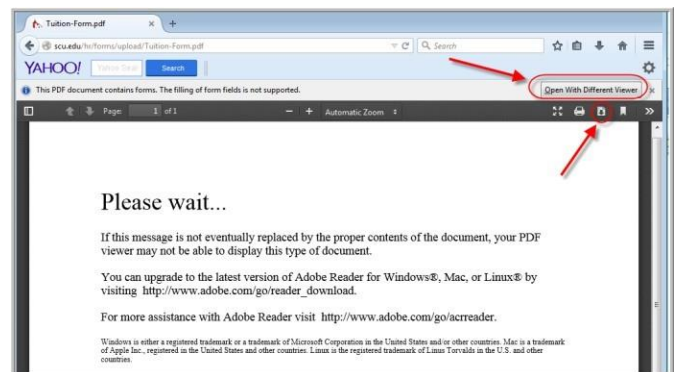 Tuition-Form.pdf × +
scu.edu/hr/forms/upload/Tuition-Form.pdf Search
YAHOO! Search
This PDF document contains forms. The filling of form fields is not supported. Open With Different Viewer ×
Page: 1 of 1 − + Automatic Zoom
Please wait...
If this message is not eventually replaced by the proper contents of the document, your PDF
viewer may not be able to display this type of document.
You can upgrade to the latest version of Adobe Reader for Windows®, Mac, or Linux® by
visiting http://www.adobe.com/go/reader_download.
For more assistance with Adobe Reader visit http://www.adobe.com/go/acrreader.
Windows is either a registered trademark or a trademark of Microsoft Corporation in the United States and/or other countries. Mac is a trademark
of Apple Inc., registered in the United States and other countries. Linux is the registered trademark of Linus Torvalds in the U.S. and other
countries.